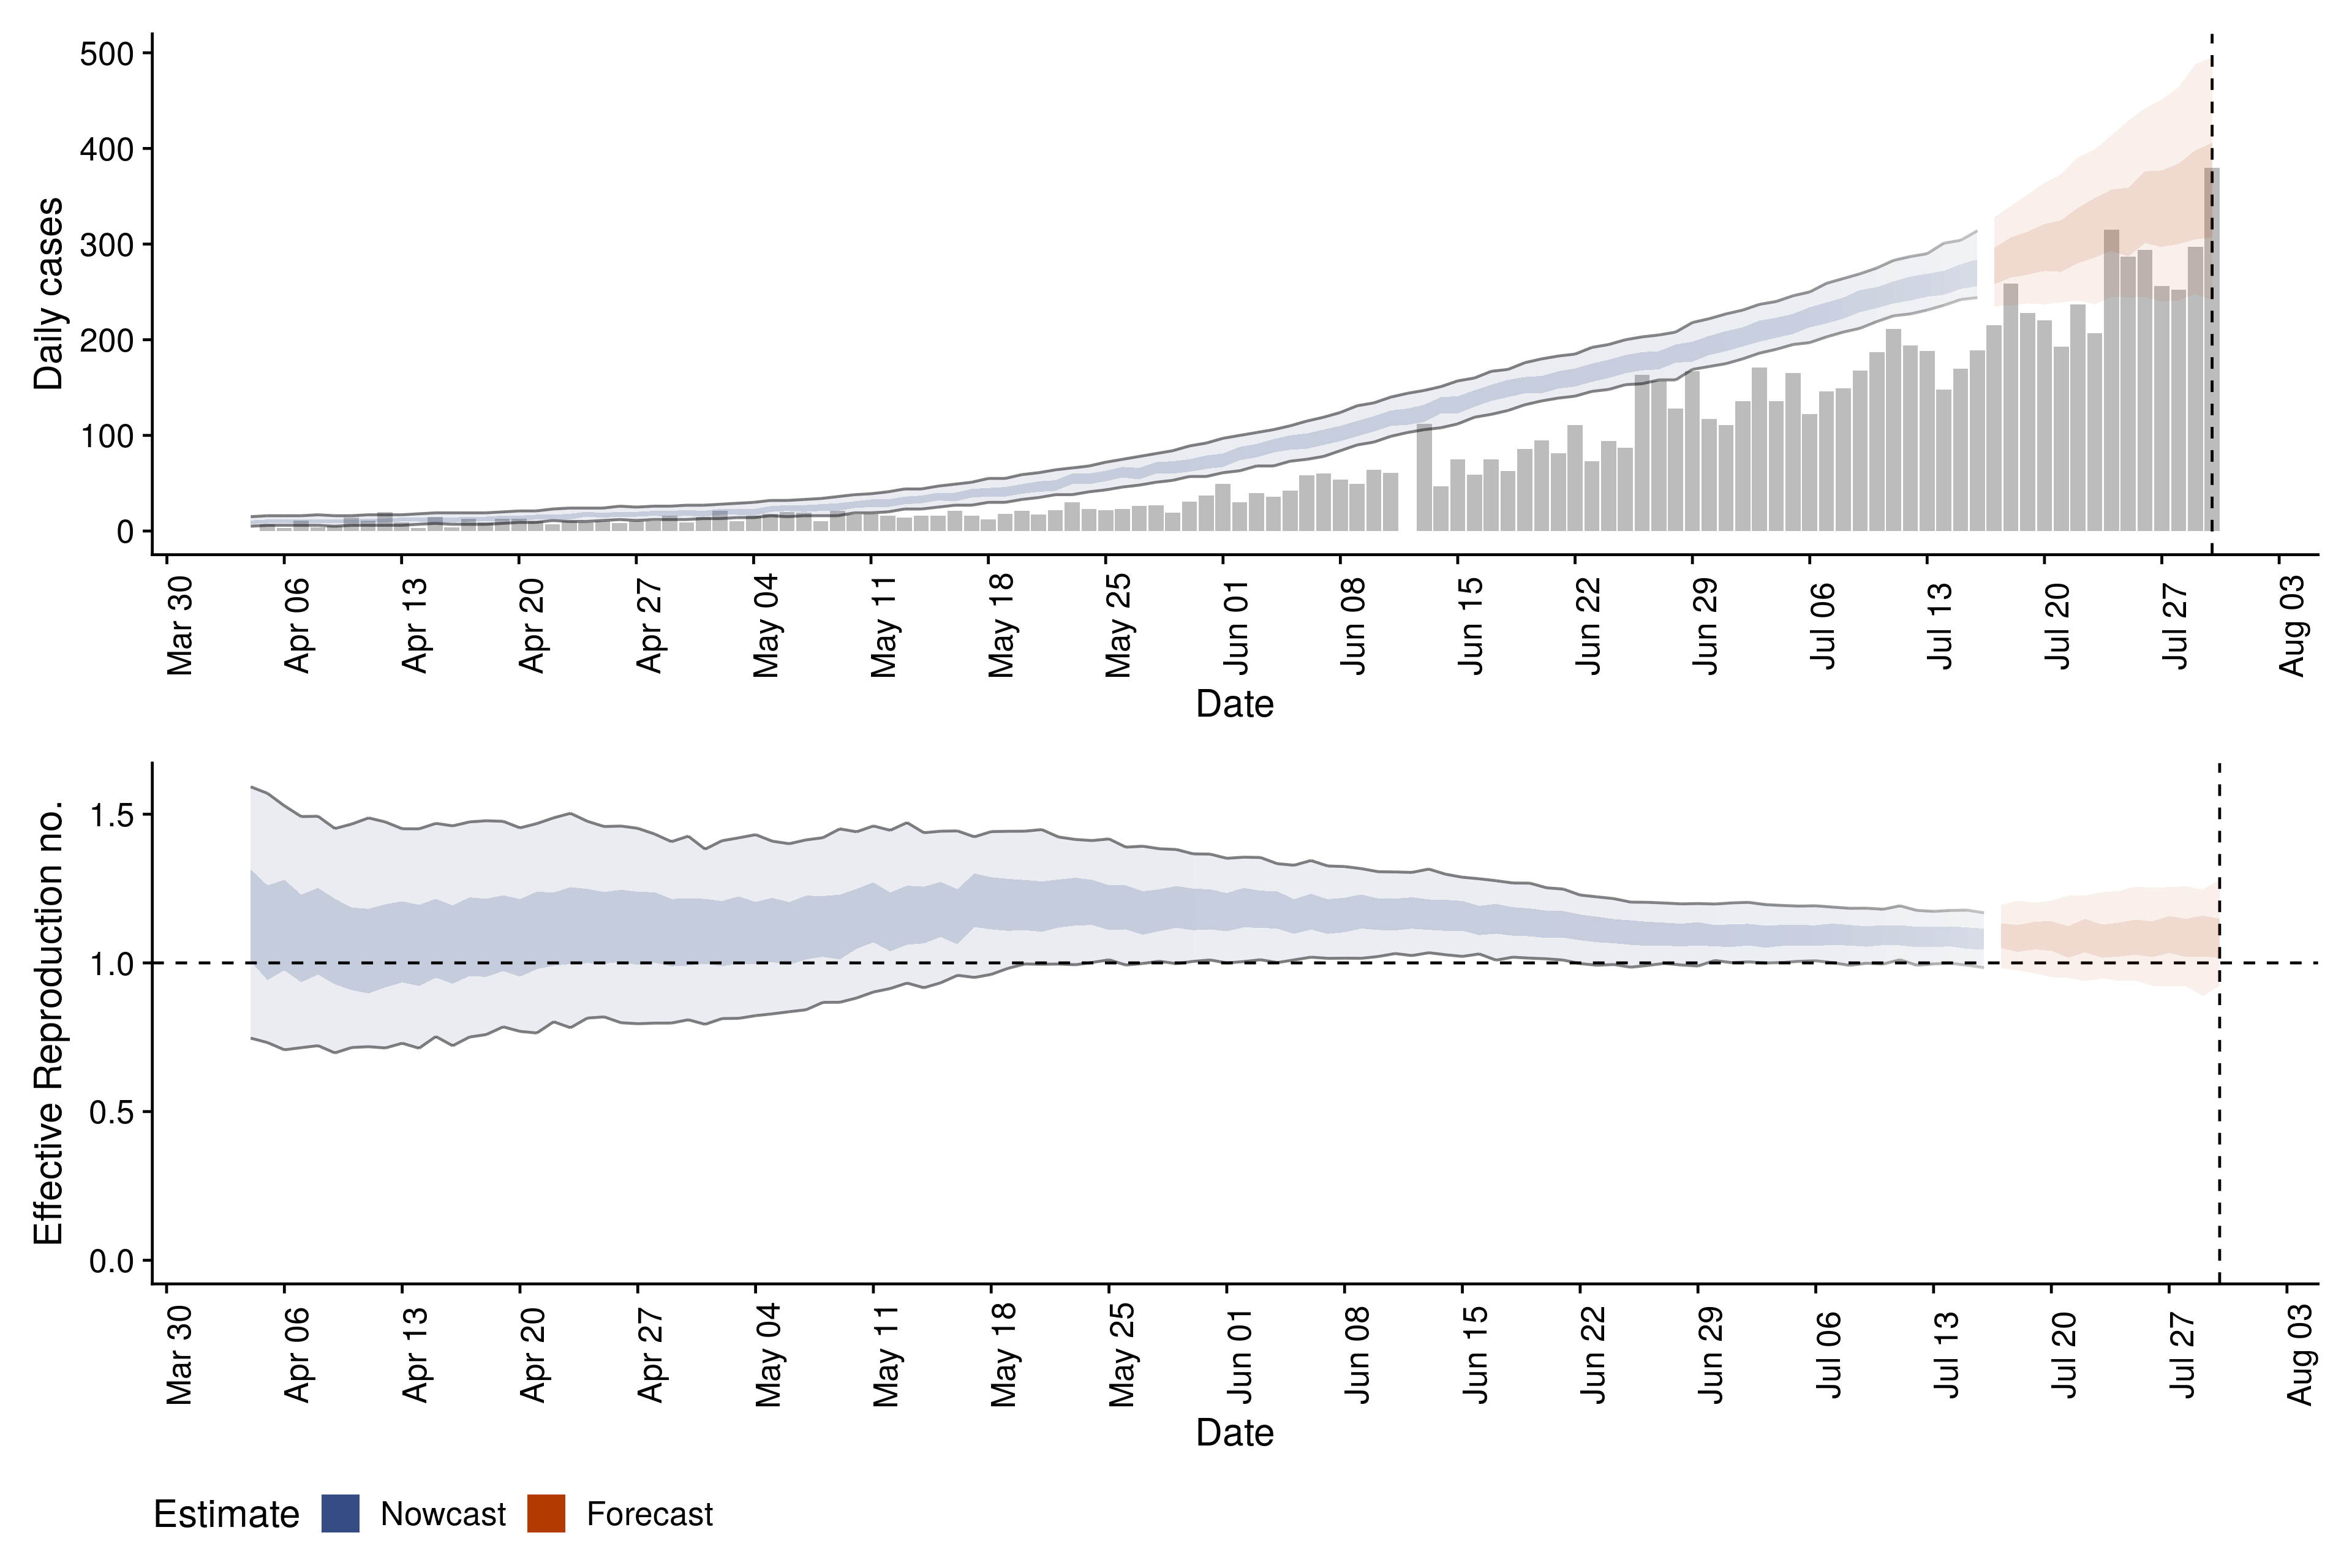 500
400
300
200
100
0
Daily cases
Mar 30 Apr 06 Apr 13 Apr 20 Apr 27 May 04 May 11 May 18 May 25 Jun 01 Jun 08 Jun 15 Jun 22 Jun 29 Jul 06 Jul 13 Jul 20 Jul 27 Aug 03
Date
1.5
1.0
0.5
0.0
Effective Reproduction no.
Mar 30 Apr 06 Apr 13 Apr 20 Apr 27 May 04 May 11 May 18 May 25 Jun 01 Jun 08 Jun 15 Jun 22 Jun 29 Jul 06 Jul 13 Jul 20 Jul 27 Aug 03
Date
Estimate Nowcast Forecast